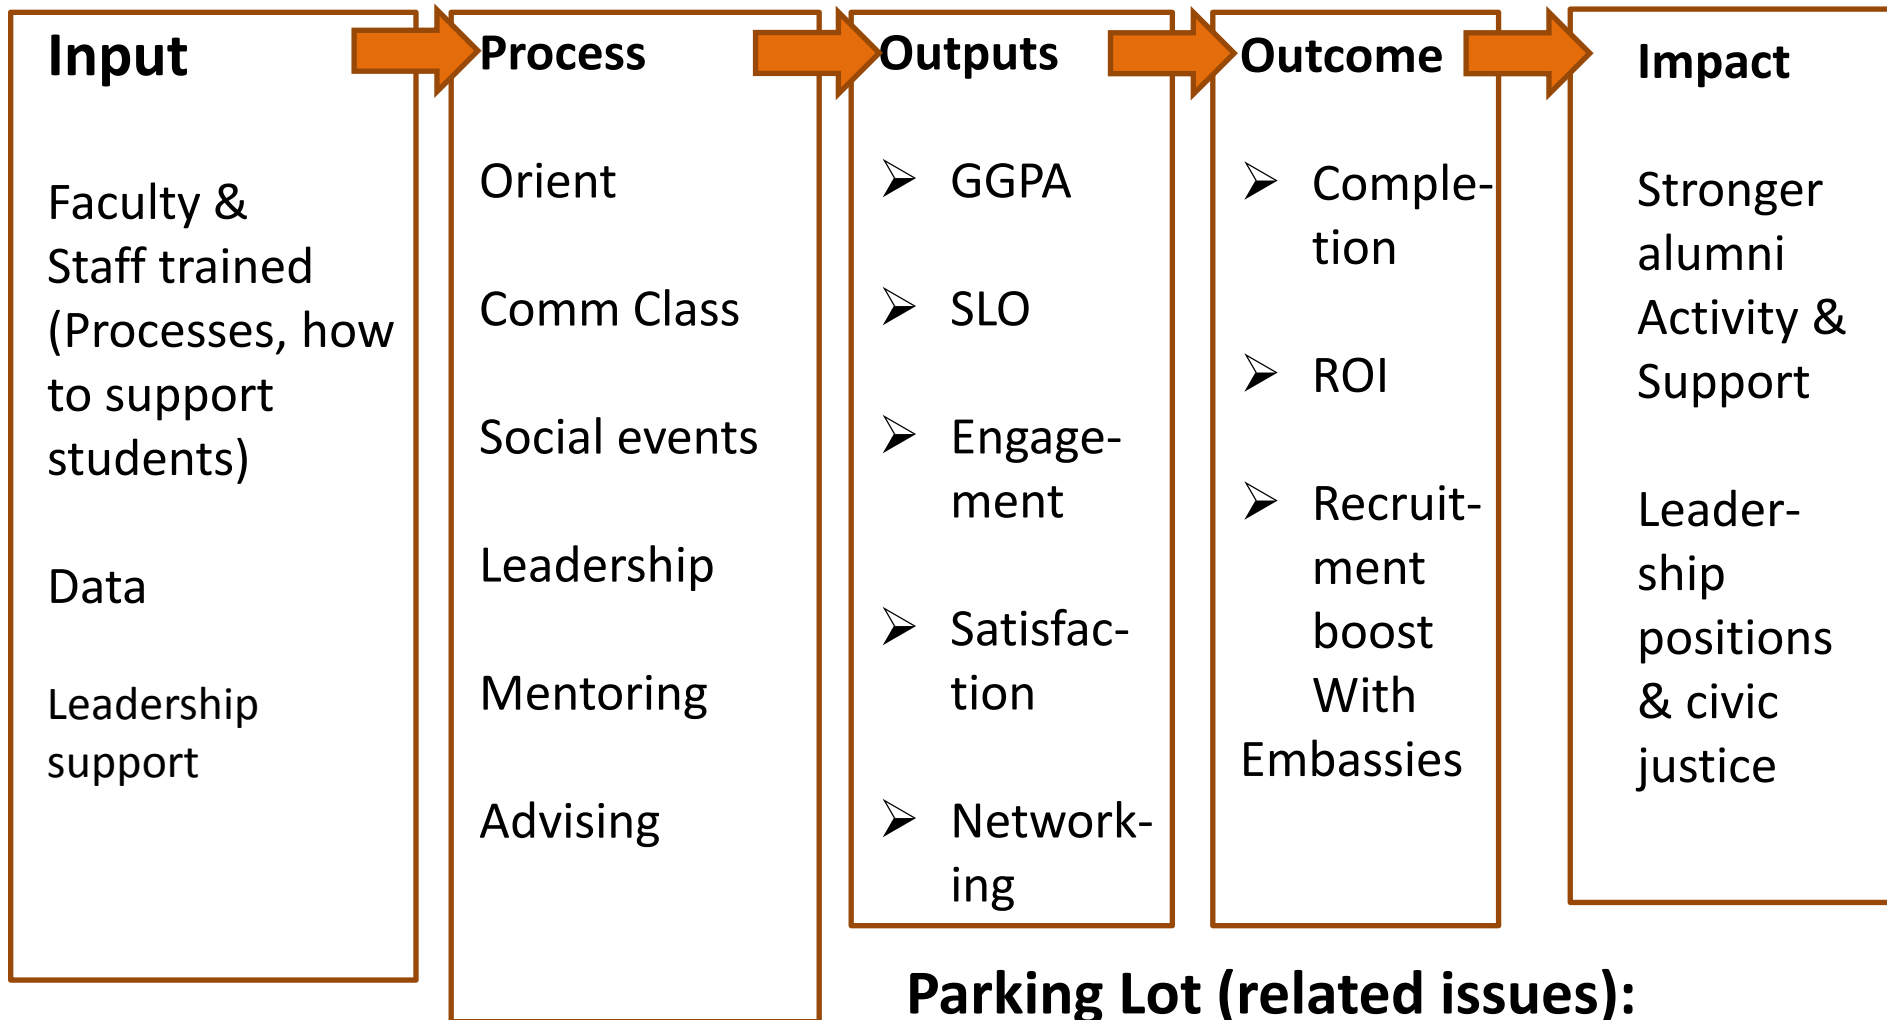 Input
Faculty &
Staff trained
(Processes, how
to support
students)
Data
Leadership
support
Process
Orient
Comm Class
Social events
Leadership
Mentoring
Advising
Outputs
➢ GGPA
➢ SLO
➢ Engage-
ment
➢ Satisfac-
tion
➢ Network-
ing
Outcome
➢ Comple-
tion
➢ ROI
➢ Recruit-
ment
boost
With
Embassies
Impact
Stronger
alumni
Activity &
Support
Leader-
ship
positions
& civic
justice
Parking Lot (related issues):